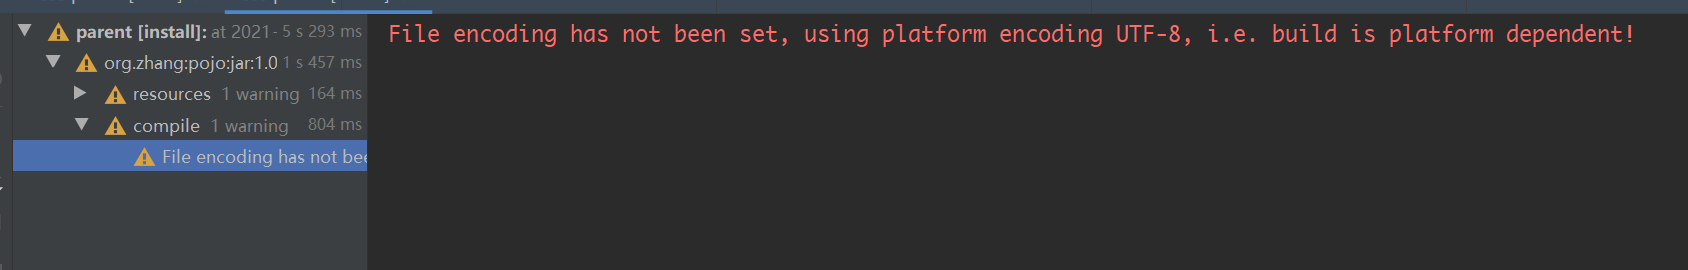 parent [install]: at 2021- 5 s 293 ms
org.zhang:pojo:jar:1.0 1 s 457 ms
resources 1 warning 164 ms
compile 1 warning 804 ms
File encoding has not bee
File encoding has not been set, using platform encoding UTF-8, i.e. build is platform dependent!